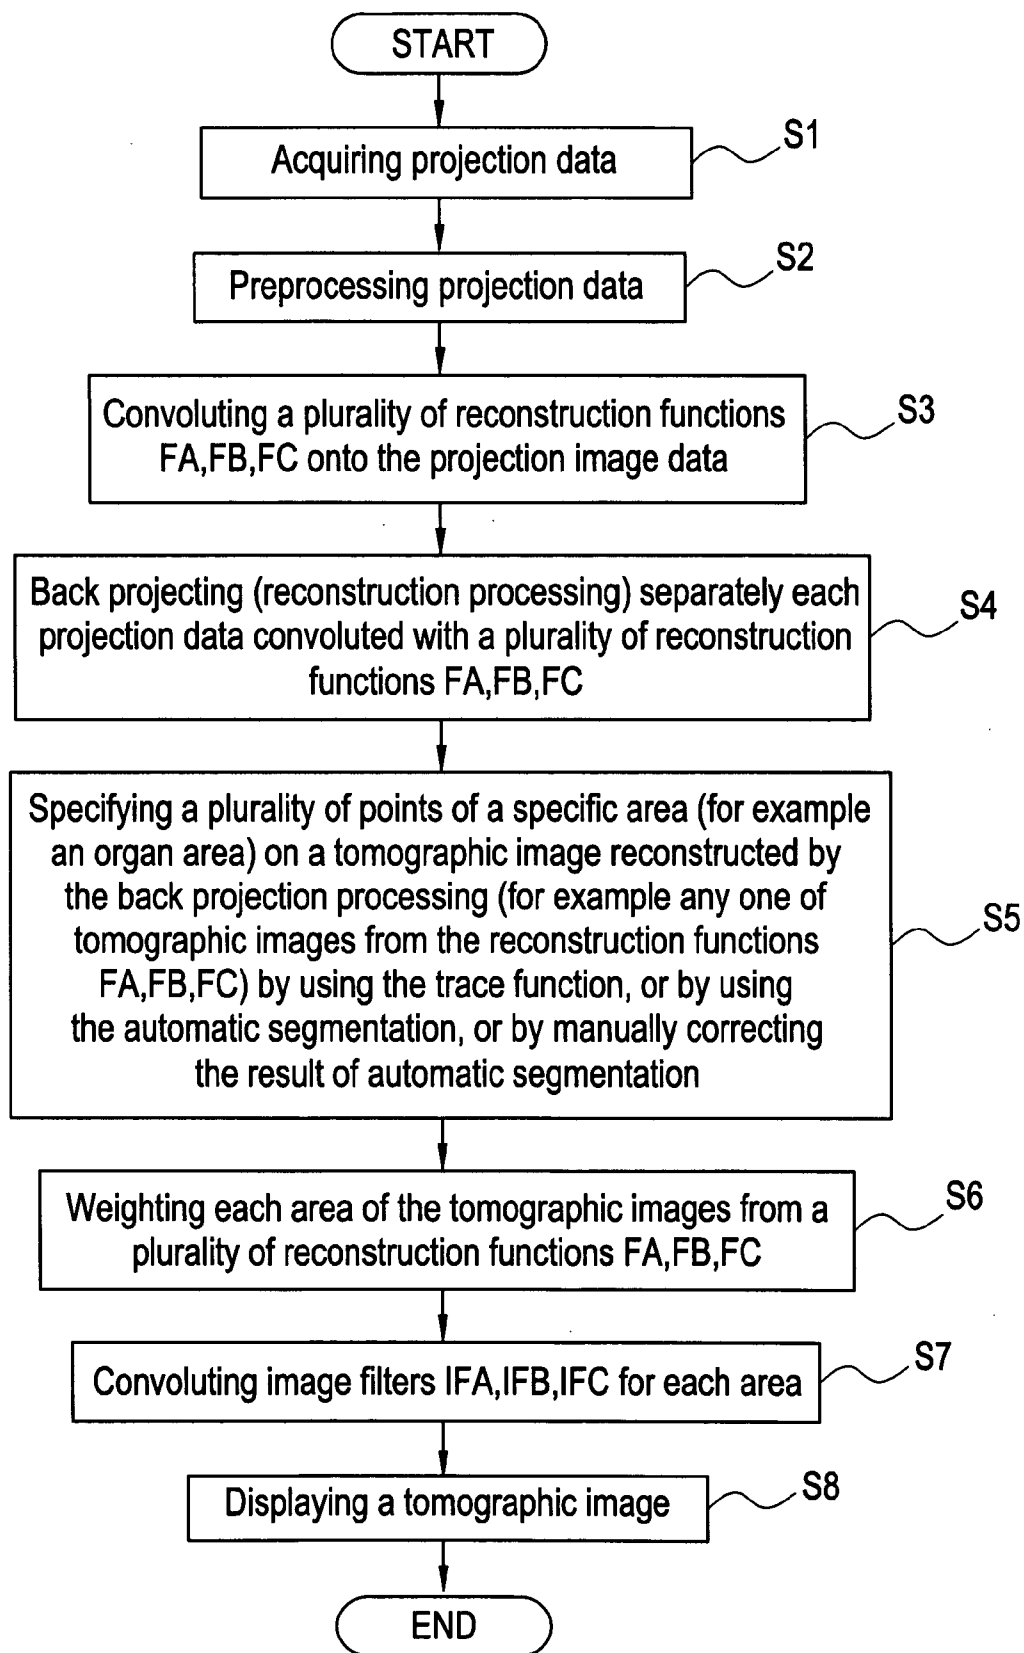 START
Acquiring projection data
S1
Preprocessing projection data
S2
Convoluting a plurality of reconstruction functions
FA,FB,FC onto the projection image data
S3
Back projecting (reconstruction processing) separately each
projection data convoluted with a plurality of reconstruction
functions FA,FB,FC
S4
Specifying a plurality of points of a specific area (for example
an organ area) on a tomographic image reconstructed by
the back projection processing (for example any one of
tomographic images from the reconstruction functions
FA,FB,FC) by using the trace function, or by using
the automatic segmentation, or by manually correcting
the result of automatic segmentation
S5
Weighting each area of the tomographic images from a
plurality of reconstruction functions FA,FB,FC
S6
Convoluting image filters IFA,IFB,IFC for each area
S7
Displaying a tomographic image
S8
END